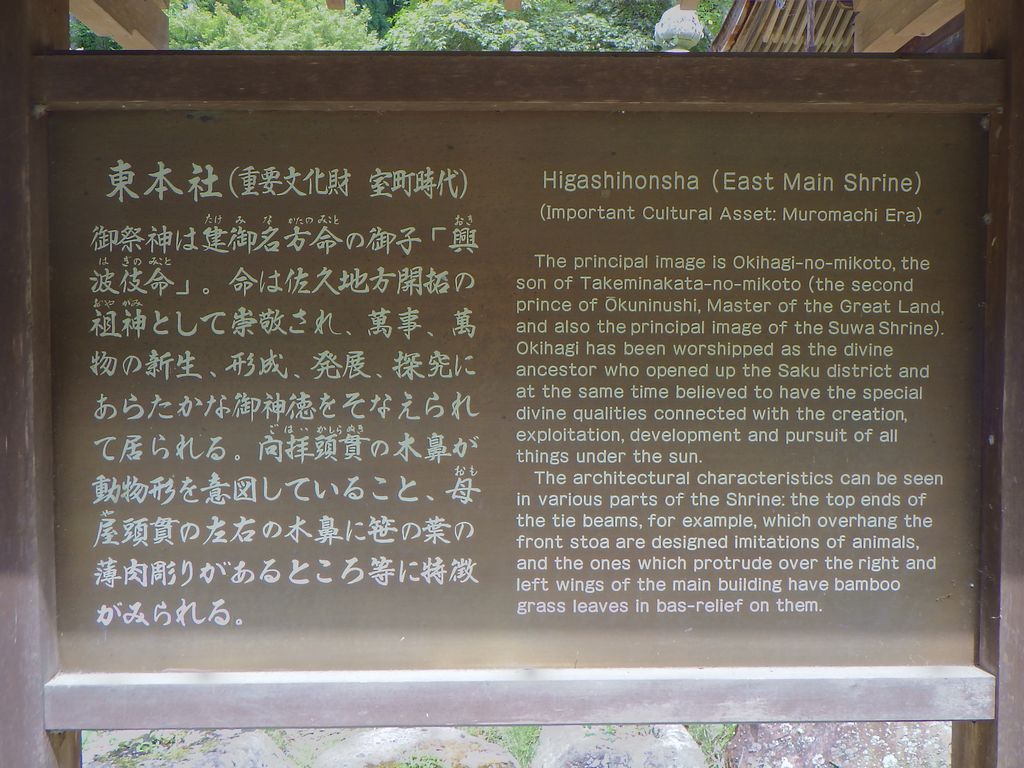 東本社（重要文化財　室町時代）
御祭神は建御名方命の御子「興
波伎命」。命は佐久地方開拓の
祖神として崇敬され、萬事、萬
物の新生、形成、発展、探究に
あらたかな御神徳をそなえられ
て居られる。向拝頭貫の木鼻が
動物形を意図していること、母
屋頭貫の左右の木鼻に笹の葉の
薄肉彫りがあるところ等に特徴
がみられる。
Higashihonsha (East Main Shrine)
(Important Cultural Asset: Muromachi Era)
The principal image is Okihagi-no-mikoto, the
son of Takeminakata-no-mikoto (the second
prince of Ōkuninushi, Master of the Great Land,
and also the principal image of the Suwa Shrine).
Okihagi has been worshipped as the divine
ancestor who opened up the Saku district and
at the same time believed to have the special
divine qualities connected with the creation,
exploitation, development and pursuit of all
things under the sun.
The architectural characteristics can be seen
in various parts of the Shrine: the top ends of
the tie beams, for example, which overhang the
front stoa are designed imitations of animals,
and the ones which protrude over the right and
left wings of the main building have bamboo
grass leaves in bas-relief on them.